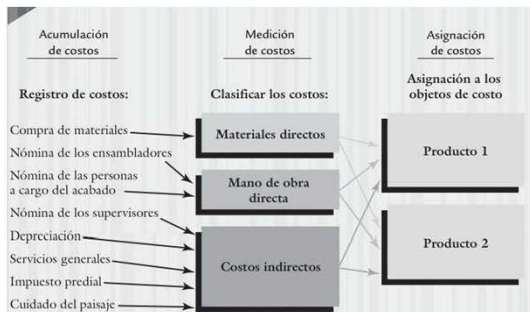 Acumulación
de costos
Medición
de costos
Asignación
de costos
Registro de costos:
Clasificar los costos:
Asignación a los
objetos de costo
Compra de materiales
Nómina de los ensambladores
Nómina de las personas
a cargo del acabado
Nómina de los supervisores
Depreciación
Servicios generales
Impuesto predial
Cuidado del paisaje
Materiales directos
Mano de obra
directa
Costos indirectos
Producto 1
Producto 2